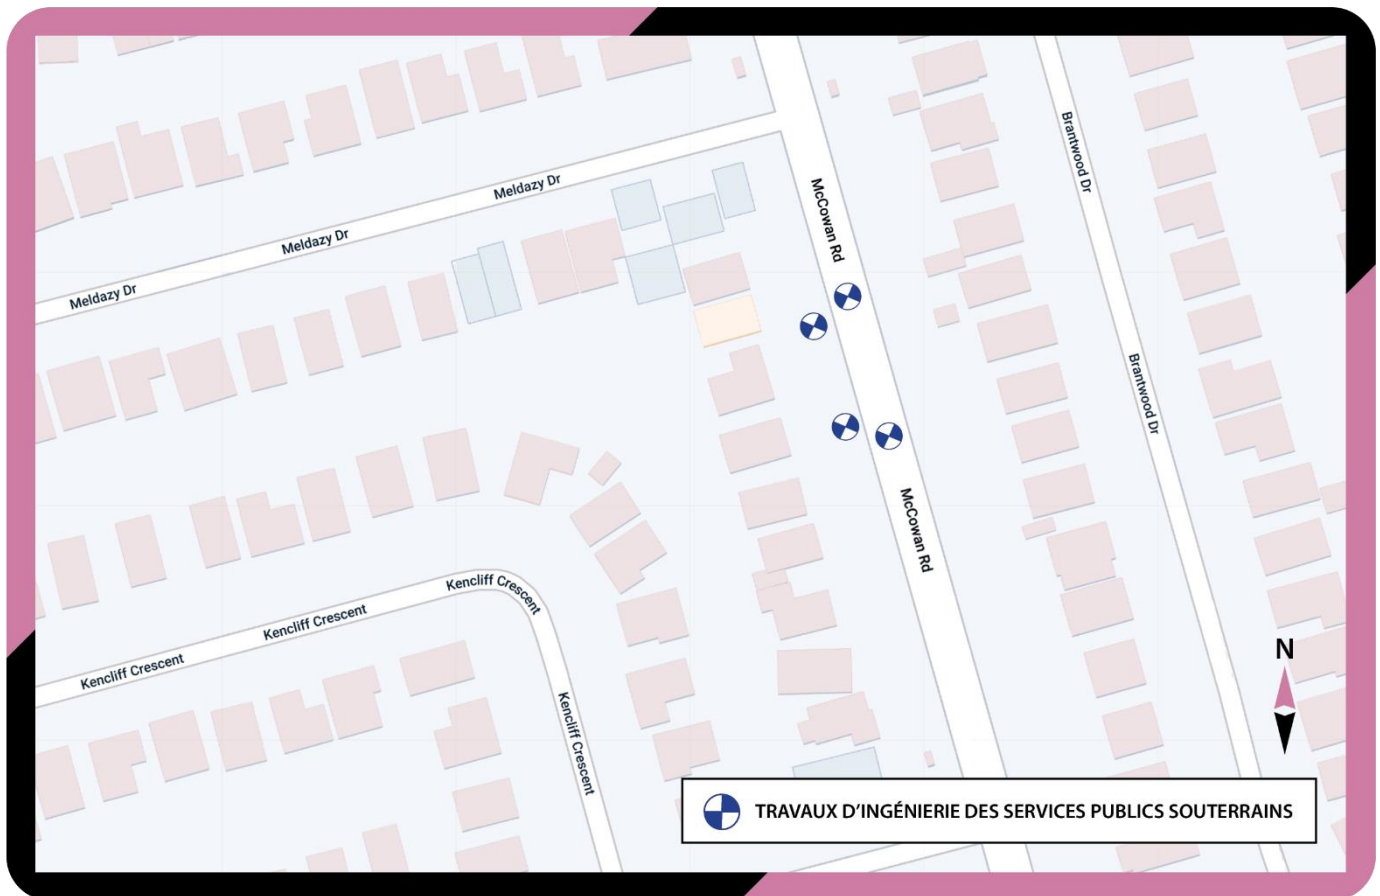 Brantwood Dr
Meldazy Dr
McCowan Rd
Meldazy Dr
Meldazy Dr
Brantwood Dr
McCowan Rd
Kencliff Crescent
Kencliff Crescent
Kencliff Crescent
Kencliff Crescent
N
TRAVAUX D'INGÉNIERIE DES SERVICES PUBLICS SOUTERRAINS